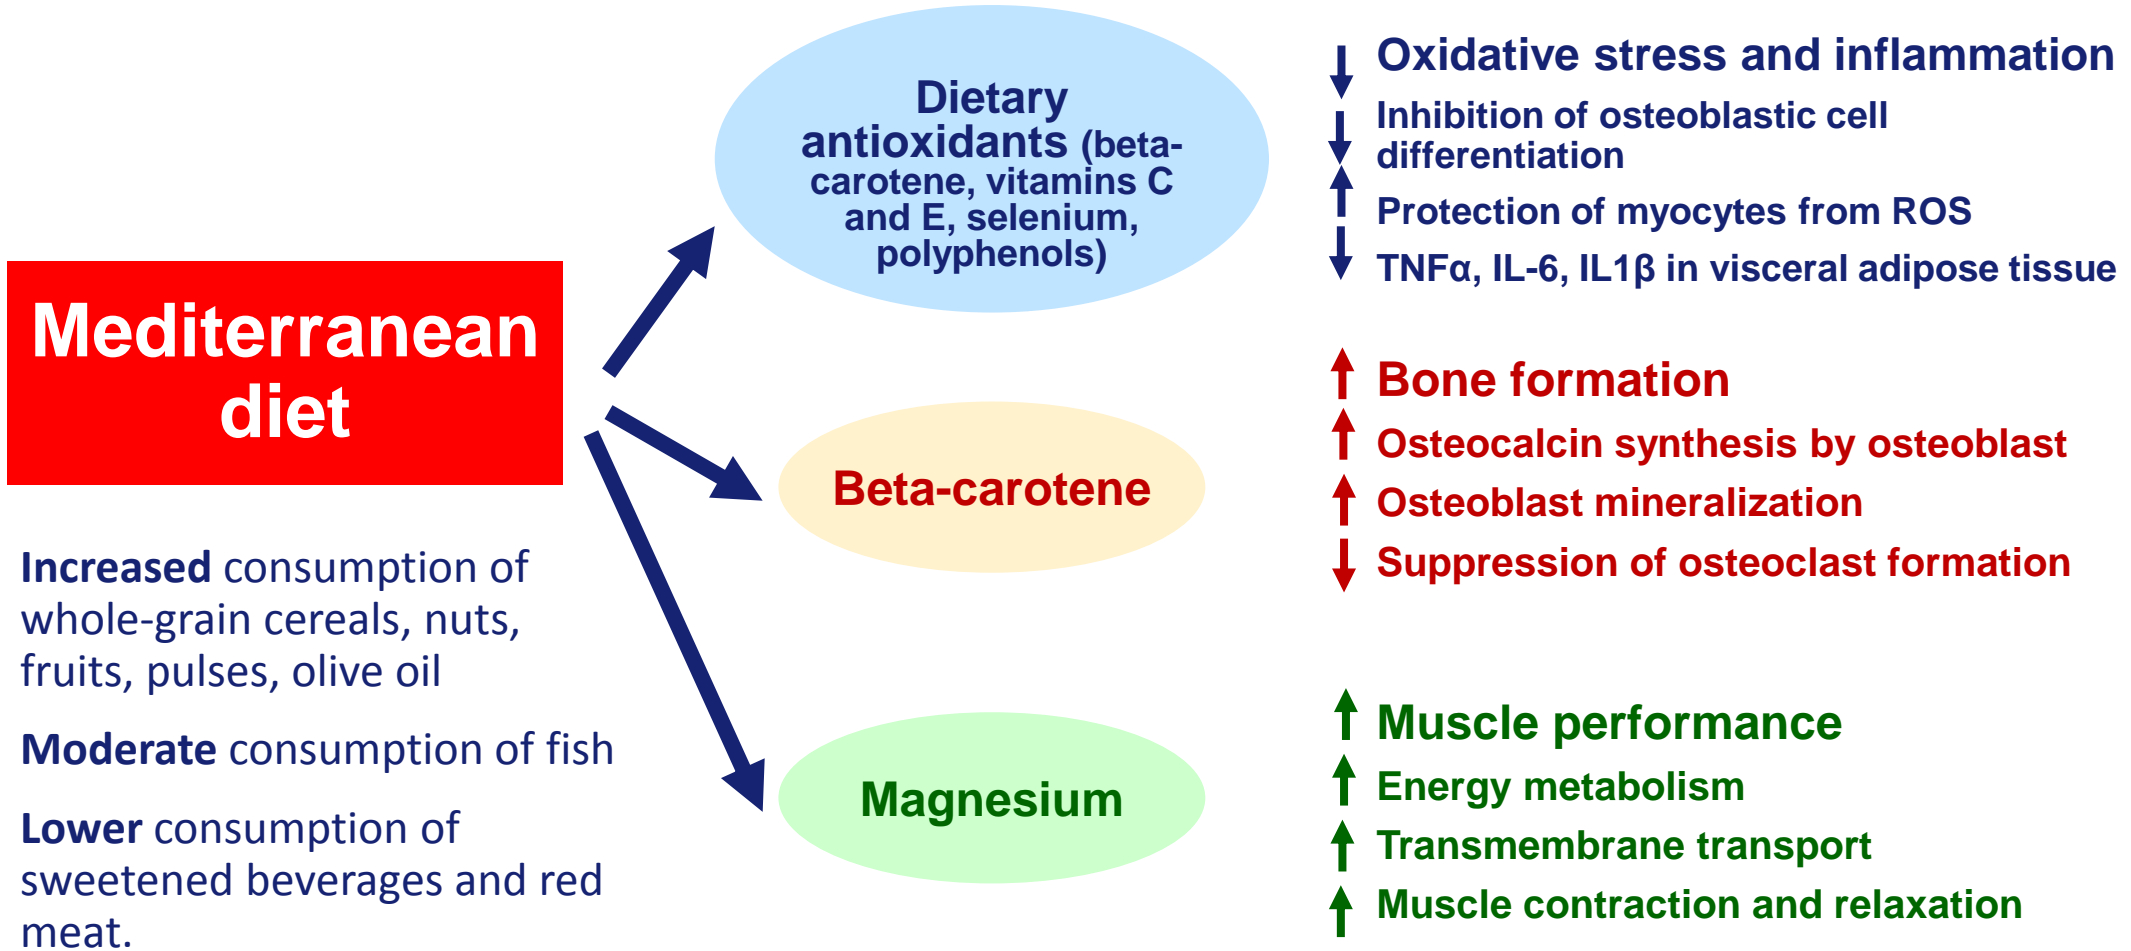 Mediterranean
diet
Increased consumption of
whole-grain cereals, nuts,
fruits, pulses, olive oil
Moderate consumption of fish
Lower consumption of
sweetened beverages and red
meat.
Dietary
antioxidants (beta-
carotene, vitamins C
and E, selenium,
polyphenols)
Oxidative stress and inflammation
Inhibition of osteoblastic cell
differentiation
Protection of myocytes from ROS
TNFα, IL-6, IL1β in visceral adipose tissue
Beta-carotene
Bone formation
Osteocalcin synthesis by osteoblast
Osteoblast mineralization
Suppression of osteoclast formation
Magnesium
Muscle performance
Energy metabolism
Transmembrane transport
Muscle contraction and relaxation